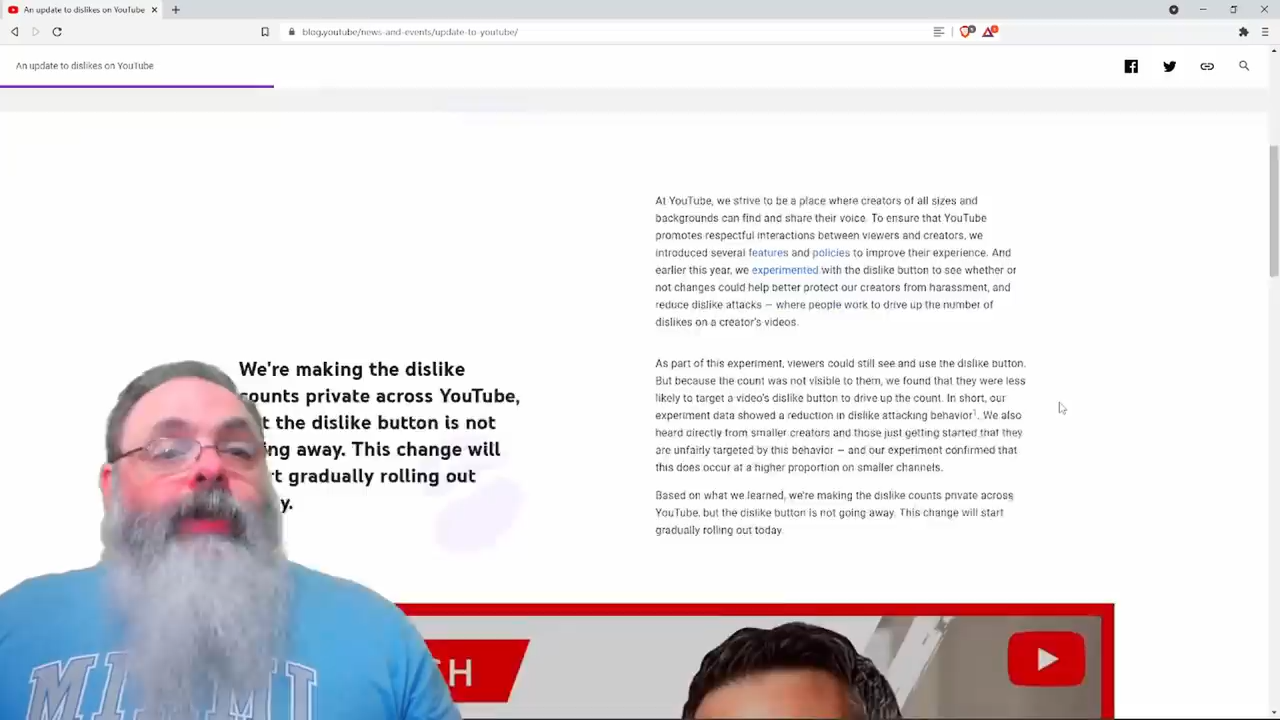 An update to dislikes on YouTube
blog.youtube/news-and-events/update-to-youtube/
An update to dislikes on YouTube
At YouTube, we strive to be a place where creators of all sizes and
backgrounds can find and share their voice. To ensure that YouTube
promotes respectful interactions between viewers and creators, we
introduced several features and policies to improve their experience. And
earlier this year, we experimented with the dislike button to see whether or
not changes could help better protect our creators from harassment, and
reduce dislike attacks — where people work to drive up the number of
dislikes on a creator's videos.
As part of this experiment, viewers could still see and use the dislike button.
But because the count was not visible to them, we found that they were less
likely to target a video's dislike button to drive up the count. In short, our
experiment data showed a reduction in dislike attacking behavior1. We also
heard directly from smaller creators and those just getting started that they
are unfairly targeted by this behavior — and our experiment confirmed that
this does occur at a higher proportion on smaller channels.
Based on what we learned, we're making the dislike counts private across
YouTube, but the dislike button is not going away. This change will start
gradually rolling out today.
We're making the dislike
counts private across YouTube,
t the dislike button is not
ing away. This change will
t gradually rolling out
y.
SH
MIAMI